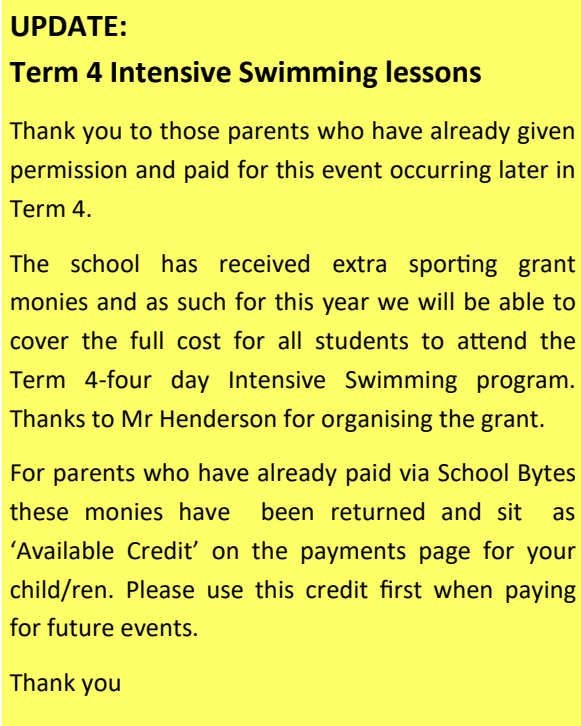 UPDATE:
Term 4 Intensive Swimming lessons
Thank you to those parents who have already given
permission and paid for this event occurring later in
Term 4.
The school has received extra sporting grant
monies and as such for this year we will be able to
cover the full cost for all students to attend the
Term 4-four day Intensive Swimming program.
Thanks to Mr Henderson for organising the grant.
For parents who have already paid via School Bytes
these monies have been returned and sit as
‘Available Credit’ on the payments page for your
child/ren. Please use this credit first when paying
for future events.
Thank you